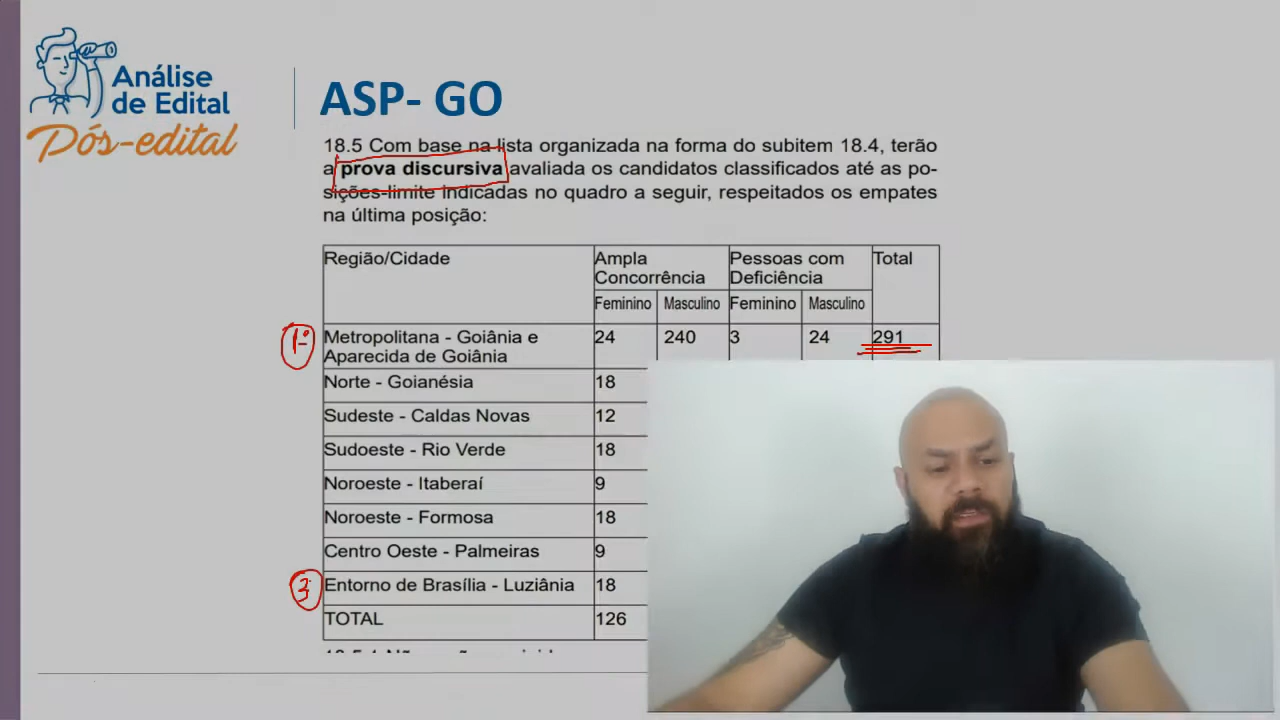 Análise
de Edital
Pós-edital
ASP- GO
18.5 Com base na lista organizada na forma do subitem 18.4, terão
a prova discursiva avaliada os candidatos classificados até as po-
sições-limite indicadas no quadro a seguir, respeitados os empates
na última posição:
Região/Cidade Ampla Concorrência Pessoas com Deficiência Total
Feminino Masculino Feminino Masculino
1º Metropolitana - Goiânia e Aparecida de Goiânia 24 240 3 24 291
Norte - Goianésia 18
Sudeste - Caldas Novas 12
Sudoeste - Rio Verde 18
Noroeste - Itaberaí 9
Noroeste - Formosa 18
Centro Oeste - Palmeiras 9
Entorno de Brasília - Luziânia 18
TOTAL 126